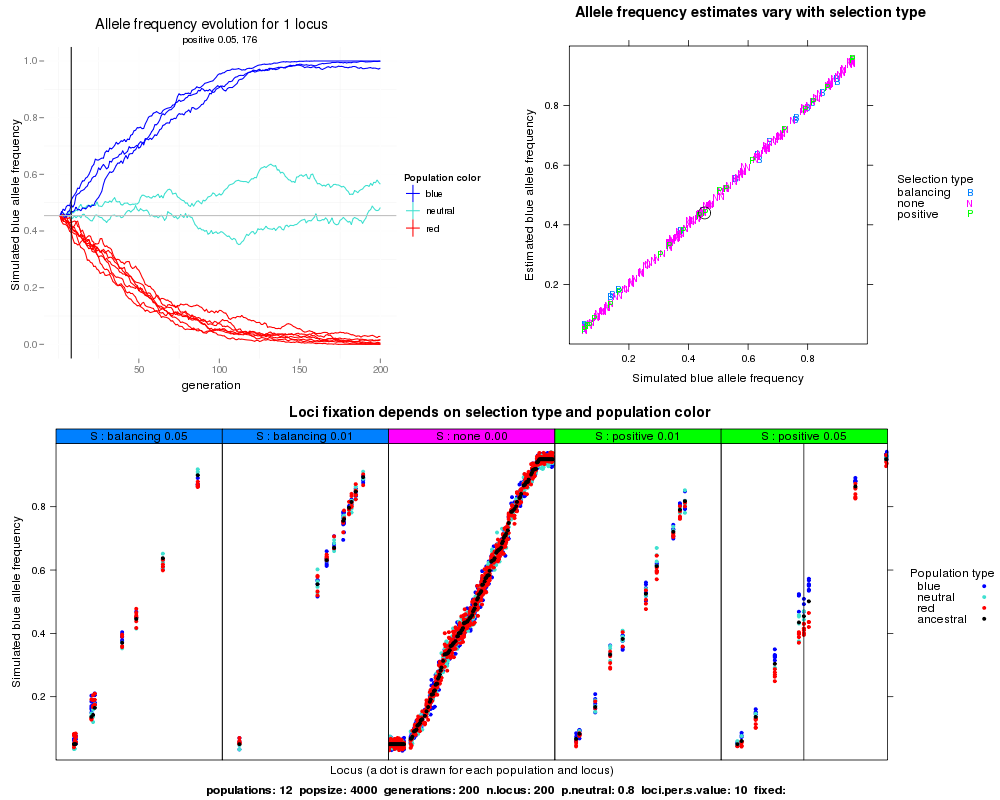 Allele frequency evolution for 1 locus
positive 0.05, 176
Simulated blue allele frequency
1.0
0.8
0.6
0.4
0.2
0.0
50
100
150
200
generation
Population color
blue
neutral
red
Allele frequency estimates vary with selection type
Estimated blue allele frequency
0.8
0.6
0.4
0.2
0.2
0.4
0.6
0.8
Simulated blue allele frequency
Selection type
balancing B
none N
positive P
Loci fixation depends on selection type and population color
S : balancing 0.05
S : balancing 0.01
S : none 0.00
S : positive 0.01
S : positive 0.05
Simulated blue allele frequency
0.8
0.6
0.4
0.2
Locus (a dot is drawn for each population and locus)
Population type
blue
neutral
red
ancestral
populations: 12 popsize: 4000 generations: 200 n.locus: 200 p.neutral: 0.8 loci.per.s.value: 10 fixed: